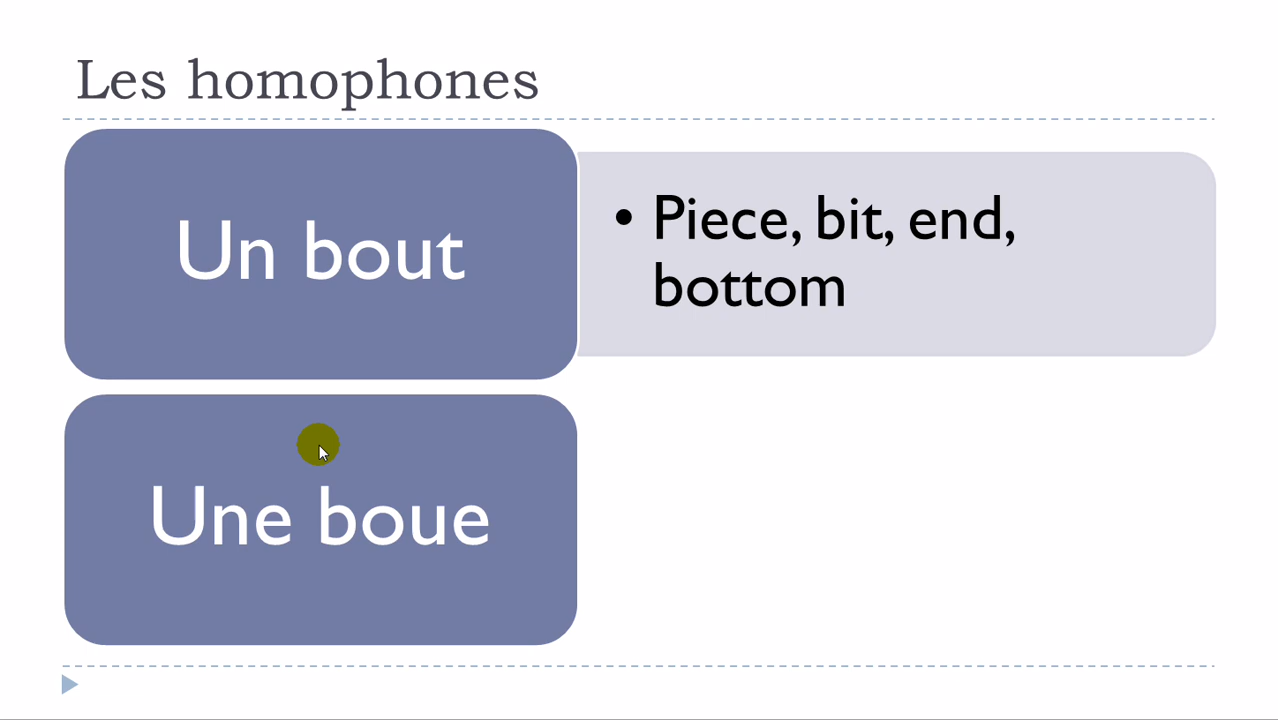 Les homophones
Un bout
• Piece, bit, end,
bottom
Une boue